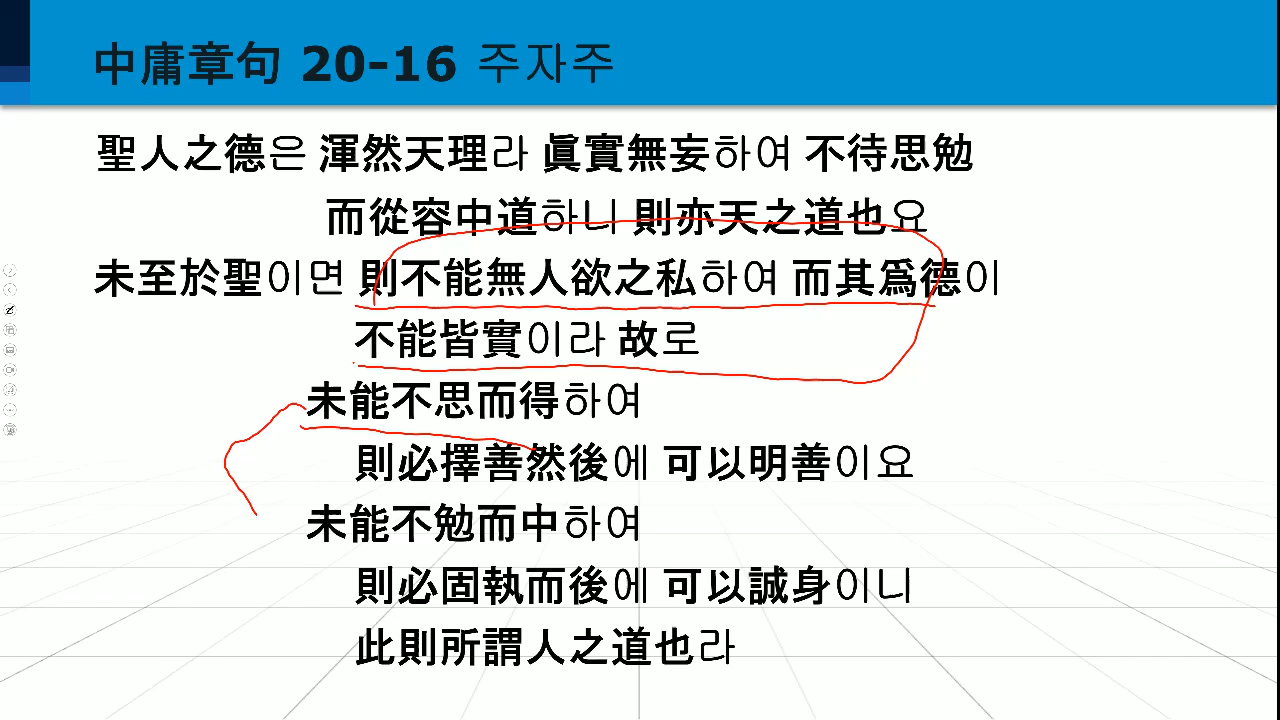 中庸章句 20-16 주자주
聖人之德은 渾然天理라 眞實無妄하여 不待思勉
而從容中道하니 則亦天之道也요
未至於聖이면 則不能無人欲之私하여 而其爲德이
不能皆實이라 故로
未能不思而得하여
則必擇善然後에 可以明善이요
未能不勉而中하여
則必固執而後에 可以誠身이니
此則所謂人之道也라